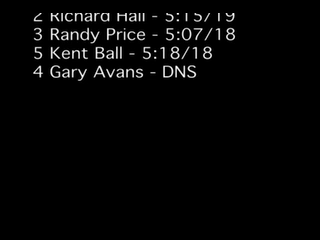 2 Richard Hall - 5:15/19
3 Randy Price - 5:07/18
5 Kent Ball - 5:18/18
4 Gary Avans - DNS